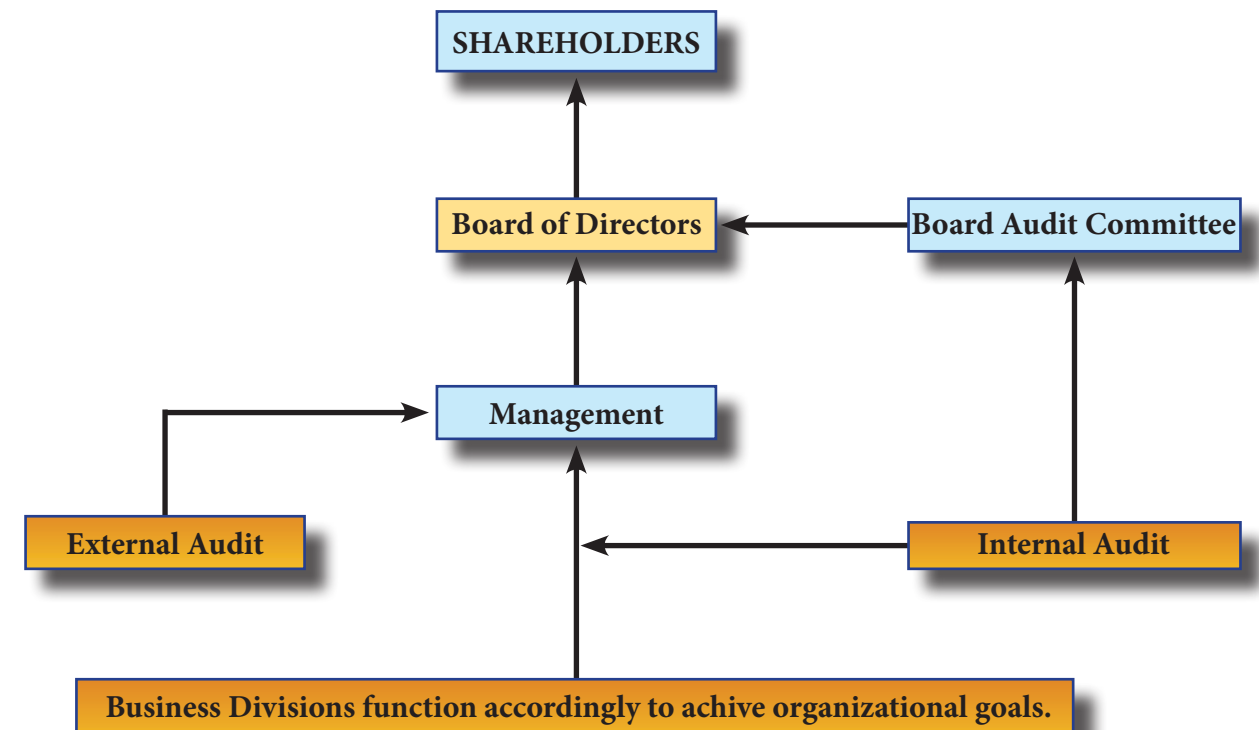 SHAREHOLDERS
Board of Directors
Board Audit Committee
Management
External Audit
Internal Audit
Business Divisions function accordingly to achive organizational goals.